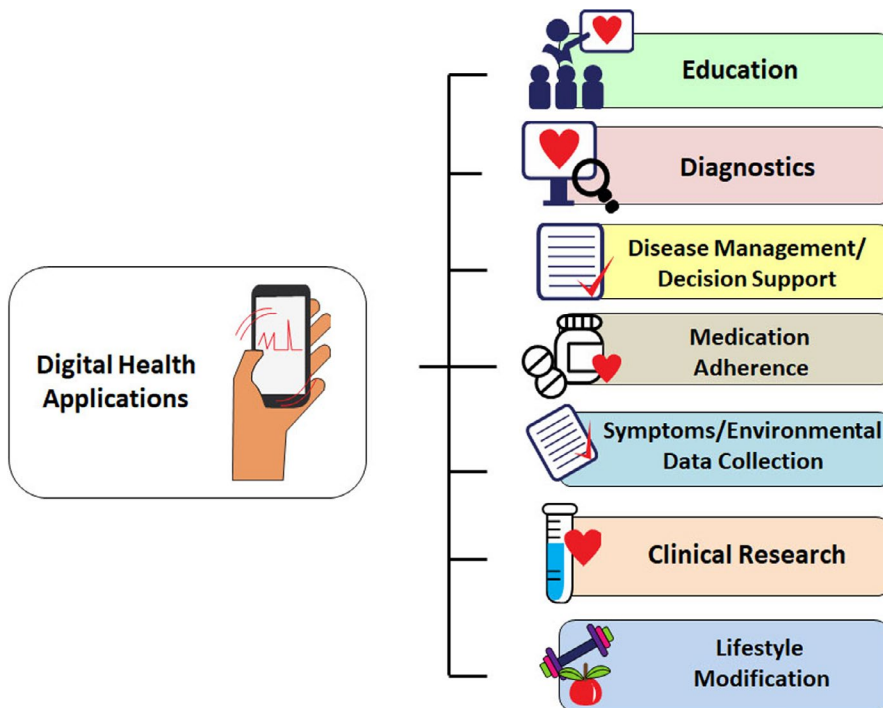 Digital Health
Applications
Education
Diagnostics
Disease Management/
Decision Support
Medication
Adherence
Symptoms/Environmental
Data Collection
Clinical Research
Lifestyle
Modification